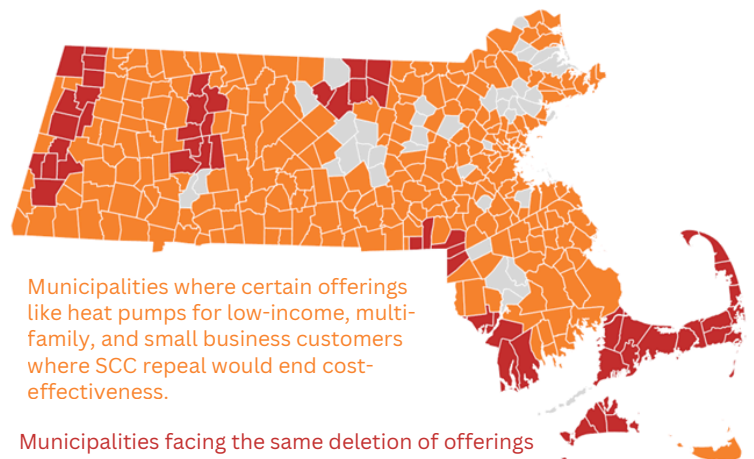 Municipalities where certain offerings
like heat pumps for low-income, multi-
family, and small business customers
where SCC repeal would end cost-
effectiveness.
Municipalities facing the same deletion of offerings